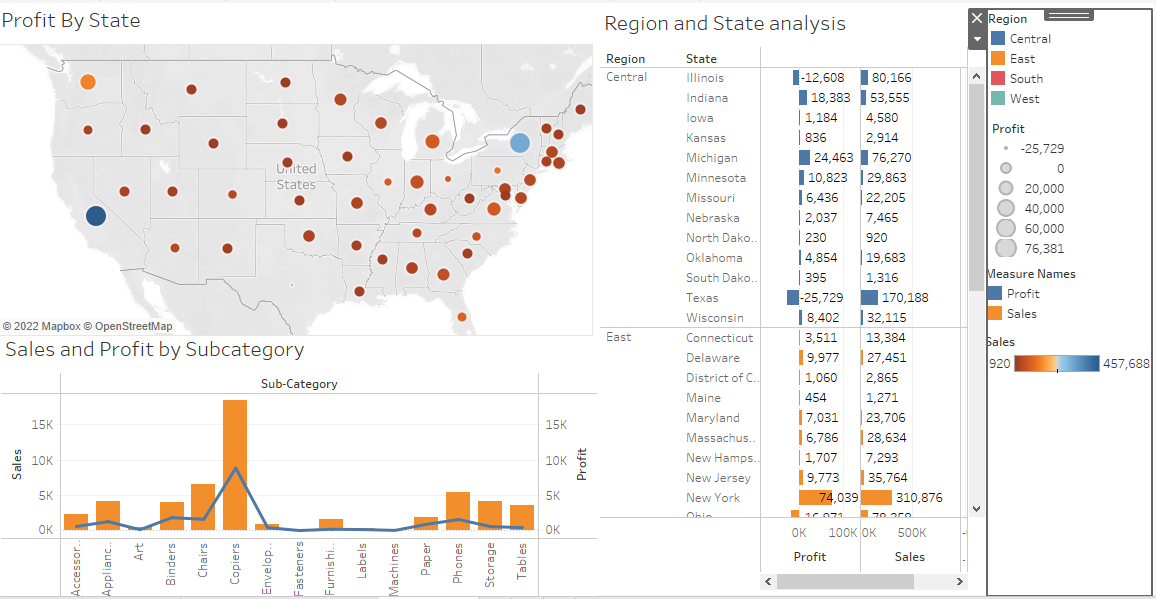 Profit By State
United
States
© 2022 Mapbox © OpenStreetMap
Sales and Profit by Subcategory
Sub-Category
Sales
15K
10K
5K
0K
15K
10K
5K
0K
Profit
Accessor..
Applianc..
Art
Binders
Chairs
Copiers
Envelop..
Fasteners
Furnishi..
Labels
Machines
Paper
Phones
Storage
Tables
Region and State analysis
Region State
Central Illinois -12,608 80,166
Indiana 18,383 53,555
Iowa 1,184 4,580
Kansas 836 2,914
Michigan 24,463 76,270
Minnesota 10,823 29,863
Missouri 6,436 22,205
Nebraska 2,037 7,465
North Dako.. 230 920
Oklahoma 4,854 19,683
South Dako.. 395 1,316
Texas -25,729 170,188
Wisconsin 8,402 32,115
East Connecticut 3,511 13,384
Delaware 9,977 27,451
District of C.. 1,060 2,865
Maine 454 1,271
Maryland 7,031 23,706
Massachus.. 6,786 28,634
New Hamps.. 1,707 7,293
New Jersey 9,773 35,764
New York 74,039 310,876
Ohio 16,971 78,258
0K 100K 0K 500K
Profit Sales
Region
Central
East
South
West
Profit
-25,729
0
20,000
40,000
60,000
76,381
Measure Names
Profit
Sales
Sales
920 457,688